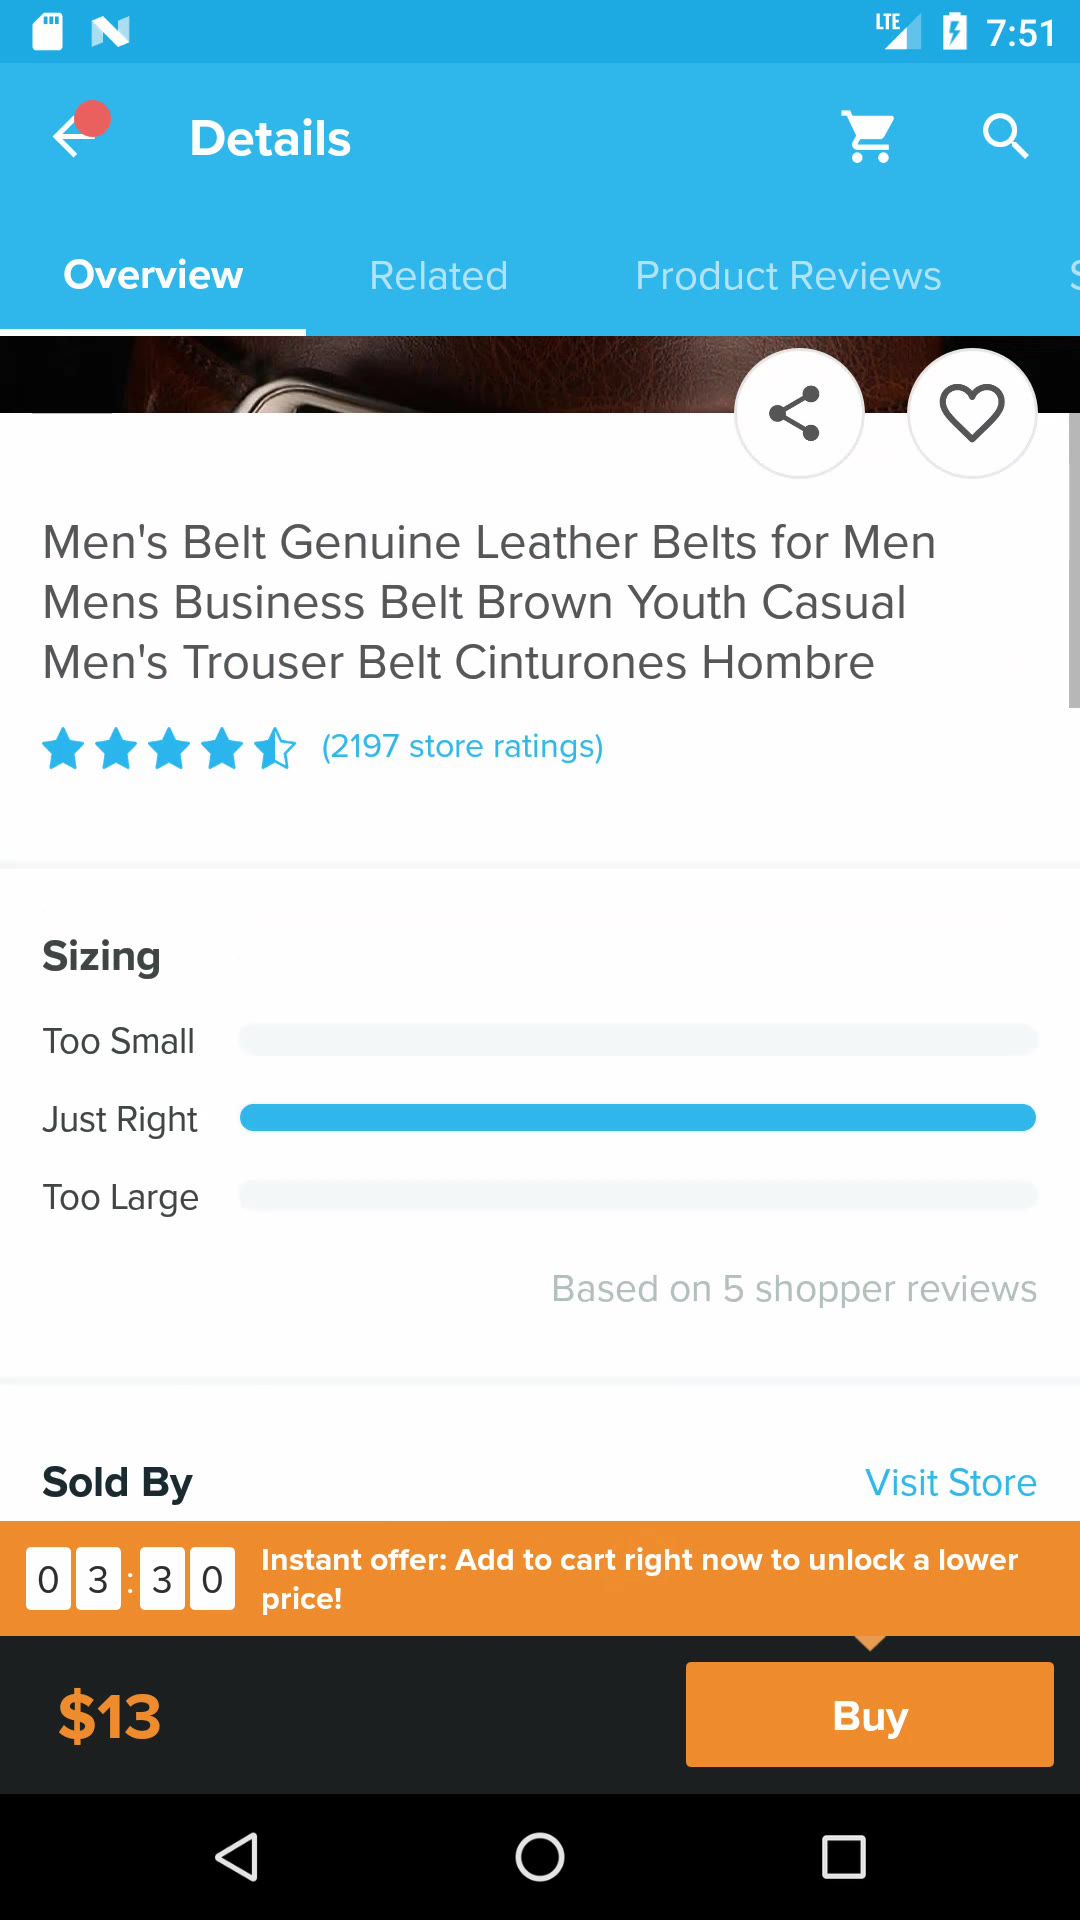 LTE 7:51
Details
Overview Related Product Reviews
Men's Belt Genuine Leather Belts for Men
Mens Business Belt Brown Youth Casual
Men's Trouser Belt Cinturones Hombre
(2197 store ratings)
Sizing
Too Small
Just Right
Too Large
Based on 5 shopper reviews
Sold By Visit Store
03:30 Instant offer: Add to cart right now to unlock a lower
price!
$13 Buy